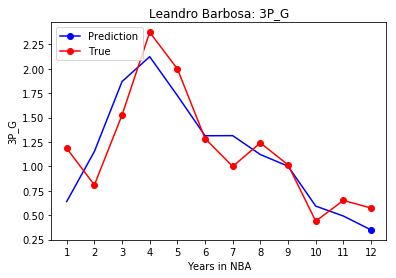 Leandro Barbosa: 3P_G
Prediction
True
3P_G
2.25
2.00
1.75
1.50
1.25
1.00
0.75
0.50
0.25
1 2 3 4 5 6 7 8 9 10 11 12
Years in NBA